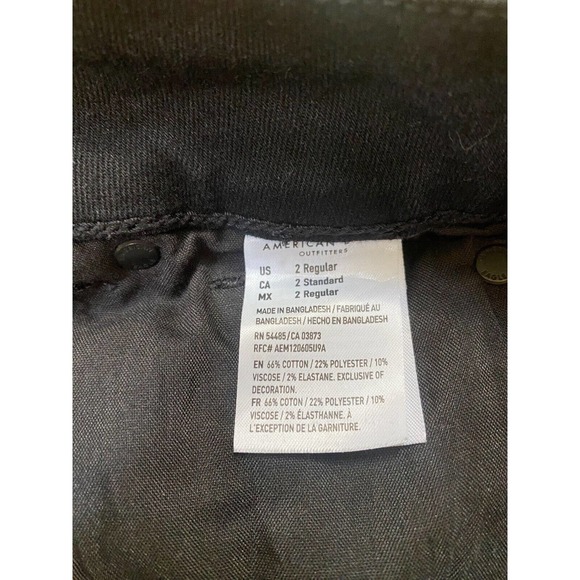 AMERICAN
OUTFITTERS
US 2 Regular
CA 2 Standard
MX 2 Regular
MADE IN BANGLADESH / FABRIQUÉ AU
BANGLADESH / HECHO EN BANGLADESH
RN 54485 / CA 03873
RFC# AEM120605U9A
EN 66% COTTON / 22% POLYESTER / 10%
VISCOSE / 2% ELASTANE. EXCLUSIVE OF
DECORATION.
FR 66% COTON / 22% POLYESTER / 10%
VISCOSE / 2% ÉLASTHANNE. À
L'EXCEPTION DE LA GARNITURE.
EAGLE